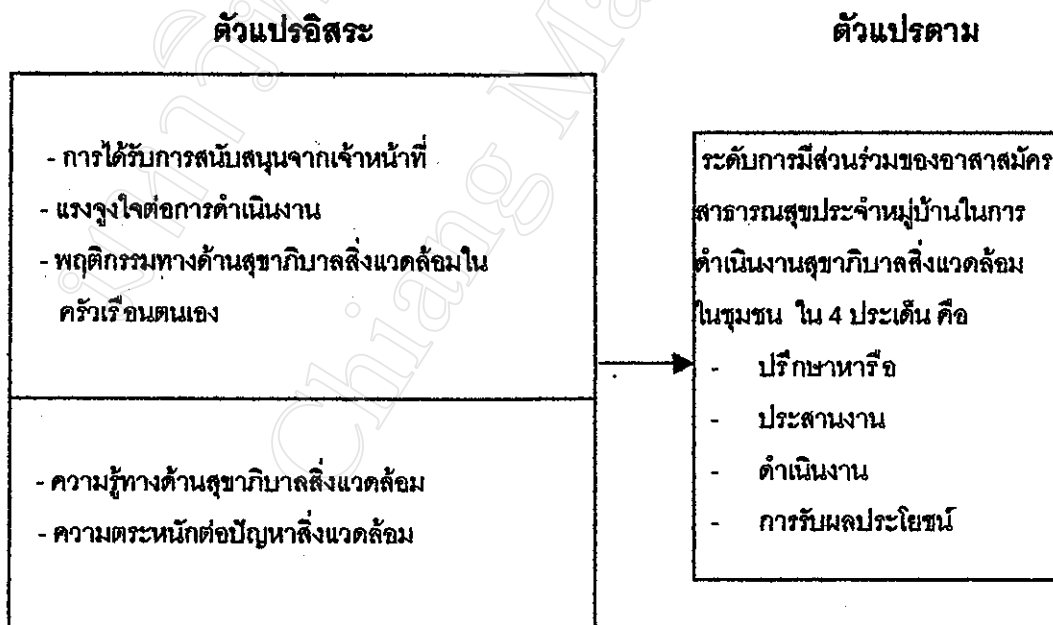 ตัวแปรอิสระ
- การได้รับการสนับสนุนจากเจ้าหน้าที่
- แรงจูงใจต่อการดำเนินงาน
- พฤติกรรมทางด้านสุขาภิบาลสิ่งแวดล้อมใน
ครัวเรือนตนเอง
- ความรู้ทางด้านสุขาภิบาลสิ่งแวดล้อม
- ความตระหนักต่อปัญหาสิ่งแวดล้อม
ตัวแปรตาม
ระดับการมีส่วนร่วมของอาสาสมัคร
สาธารณสุขประจำหมู่บ้านในการ
ดำเนินงานสุขาภิบาลสิ่งแวดล้อม
ในชุมชน ใน 4 ประเด็น คือ
- ปรึกษาหารือ
- ประสานงาน
- ดำเนินงาน
- การรับผลประโยชน์
Chiang Ma